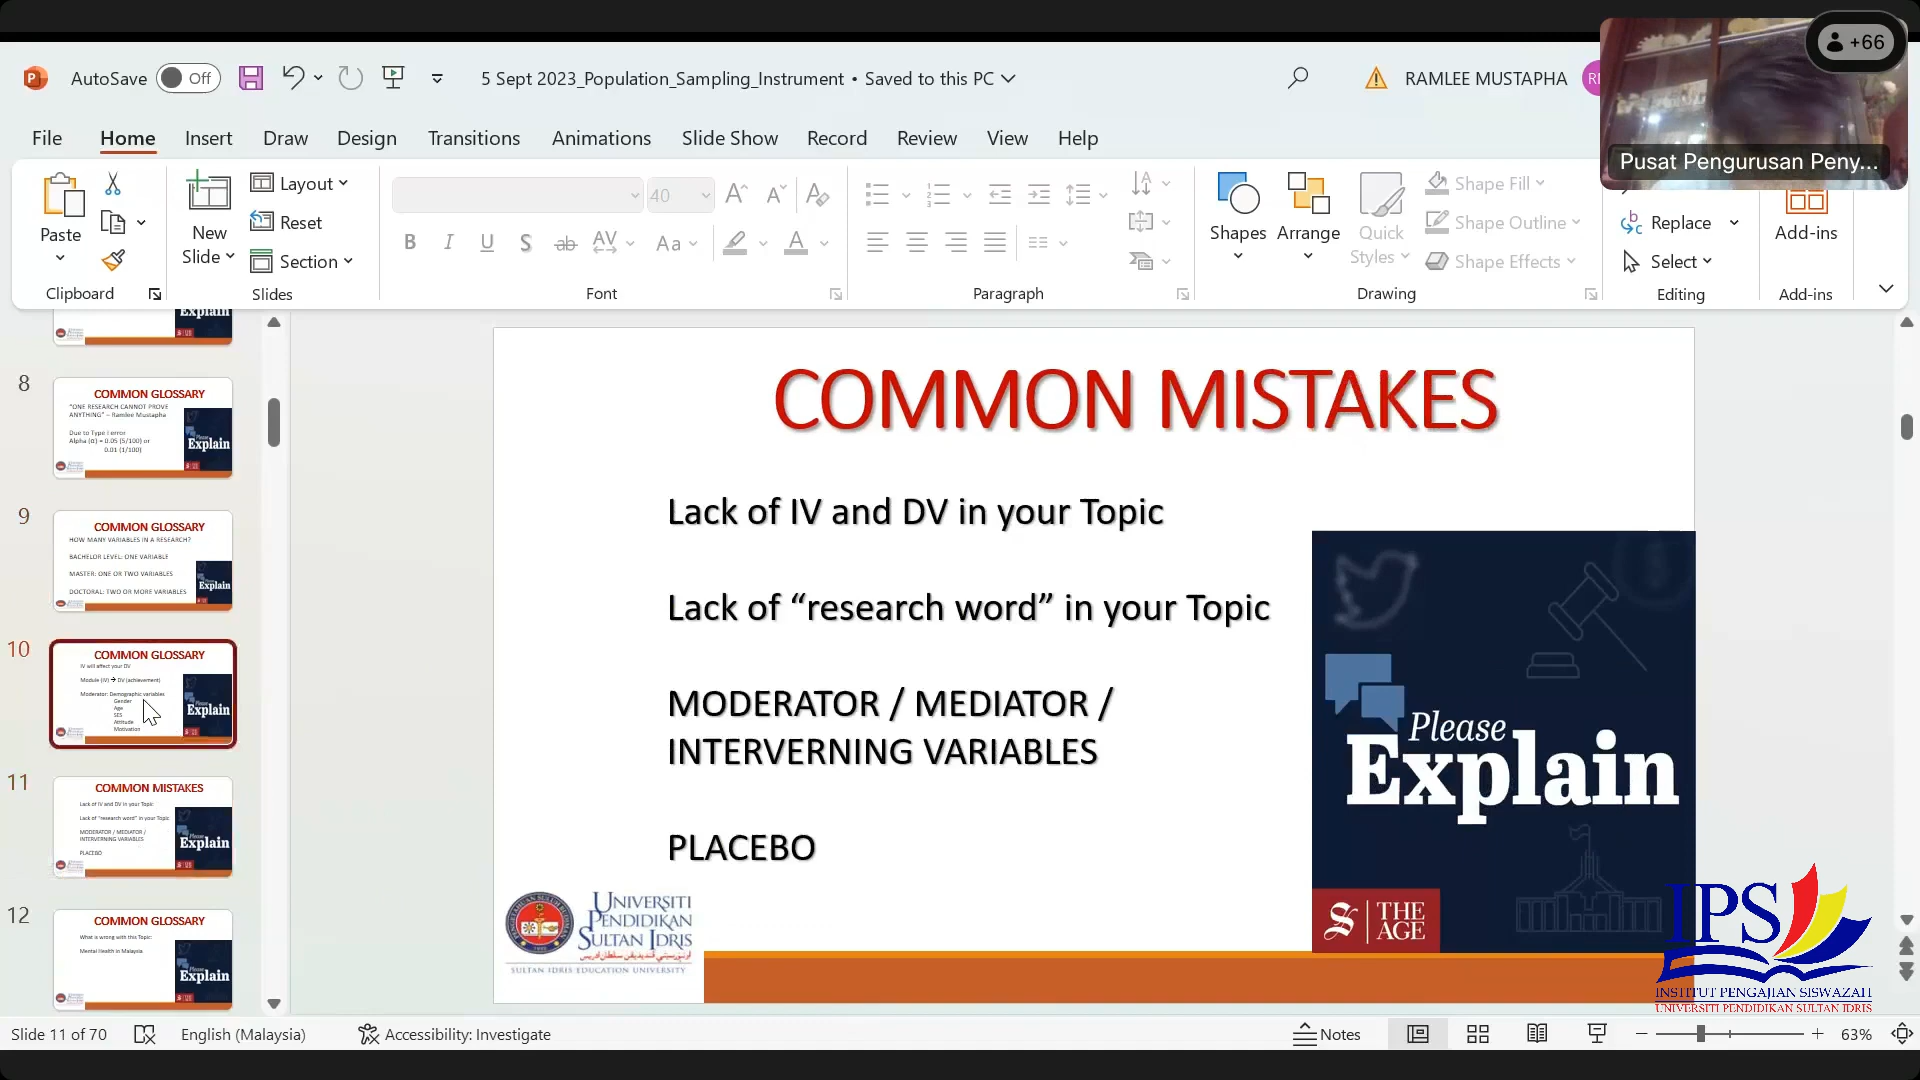 +66
AutoSave Off 5 Sept 2023_Population_Sampling_Instrument • Saved to this PC RAMLEE MUSTAPHA
Pusat Pengurusan Peny...
File Home Insert Draw Design Transitions Animations Slide Show Record Review View Help
Paste
Clipboard
New Slide
Layout
Reset
Section
Slides
40
Font
Paragraph
Shapes
Arrange
Quick Styles
Shape Fill
Shape Outline
Shape Effects
Drawing
Replace
Select
Editing
Add-ins
Add-ins
Explain
8
COMMON GLOSSARY
"ONE RESEARCH CANNOT PROVE
ANYTHING" – Ramlee Mustapha
Due to Type I error
Alpha (α) = 0.05 (5/100) or
0.01 (1/100)
Explain
9
COMMON GLOSSARY
HOW MANY VARIABLES IN A RESEARCH?
BACHELOR LEVEL: ONE VARIABLE
MASTER: ONE OR TWO VARIABLES
DOCTORAL: TWO OR MORE VARIABLES
Explain
10
COMMON GLOSSARY
IV will affect your DV
Module (IV) → DV (achievement)
Moderator: Demographic variables
Gender
Age
SES
Attitude
Motivation
Explain
11
COMMON MISTAKES
Lack of IV and DV in your Topic
Lack of "research word" in your Topic
MODERATOR / MEDIATOR /
INTERVERNING VARIABLES
PLACEBO
Explain
12
COMMON GLOSSARY
What is wrong with this Topic:
Mental Health in Malaysia
Explain
COMMON MISTAKES
Lack of IV and DV in your Topic
Lack of “research word” in your Topic
MODERATOR / MEDIATOR /
INTERVERNING VARIABLES
PLACEBO
Please
Explain
THE
AGE
UNIVERSITI
PENDIDIKAN
SULTAN IDRIS
SULTAN IDRIS EDUCATION UNIVERSITY
IPS
INSTITUT PENGAJIAN SISWAZAH
UNIVERSITI PENDIDIKAN SULTAN IDRIS
Slide 11 of 70 English (Malaysia) Accessibility: Investigate Notes 63%